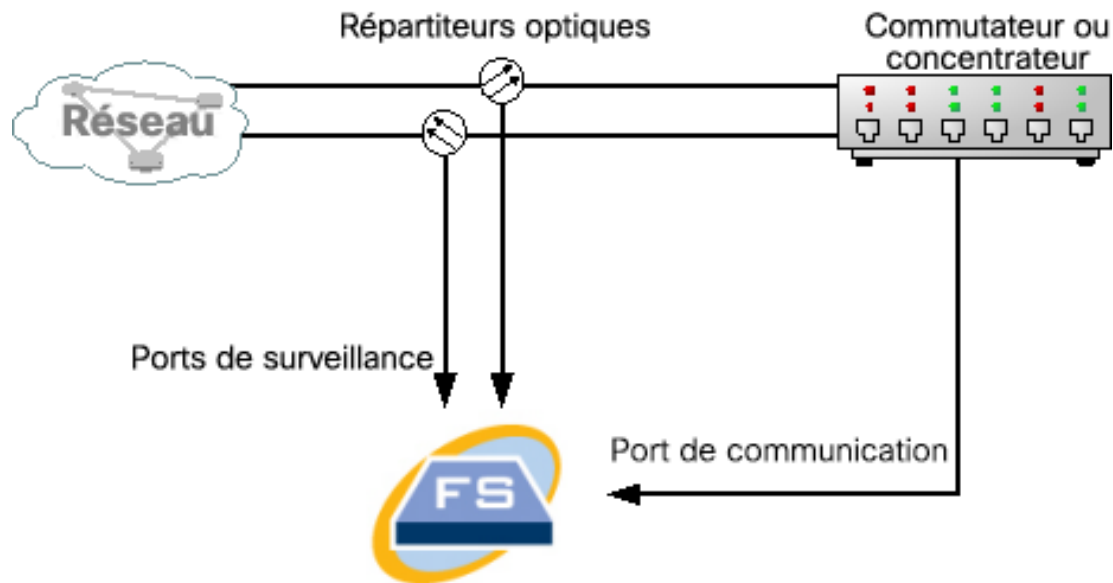 Répartiteurs optiques
Commutateur ou
concentrateur
Réseau
Ports de surveillance
Port de communication
FS